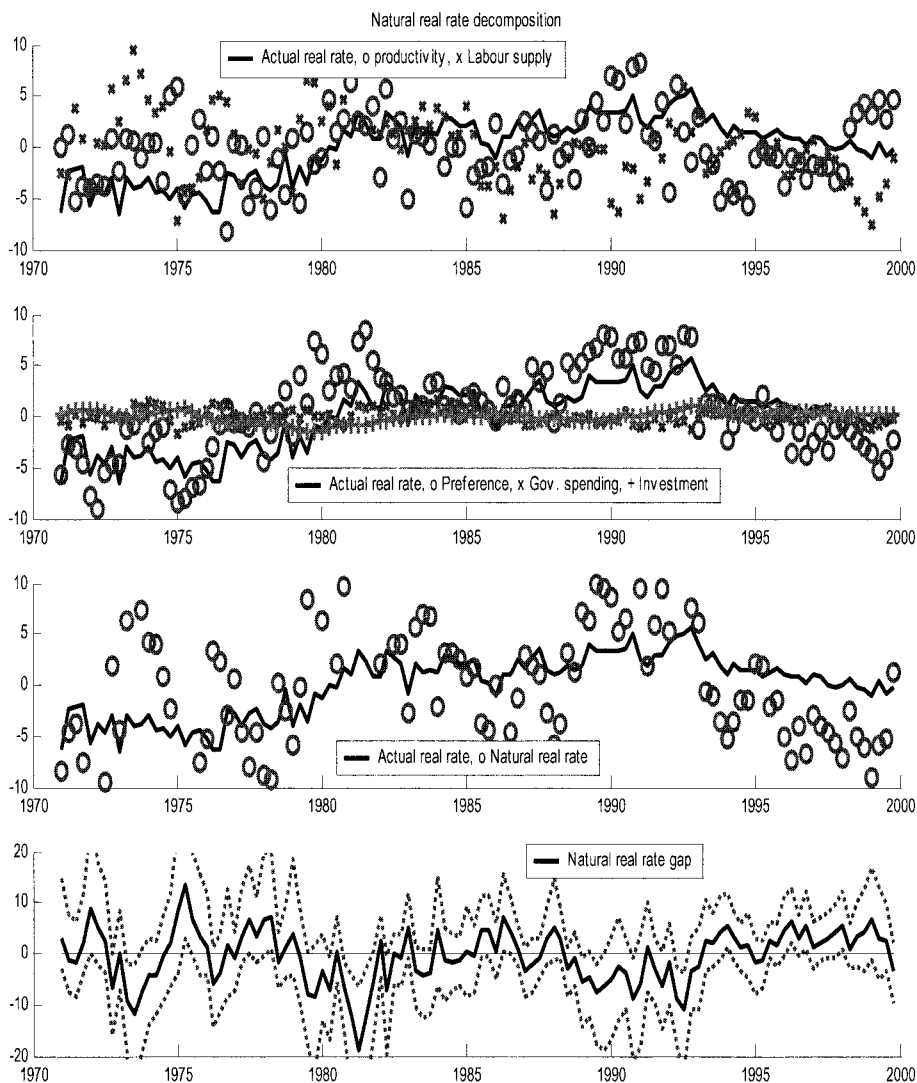 Natural real rate decomposition
10
5
0
-5
-10
Actual real rate, o productivity, x Labour supply
1970 1975 1980 1985 1990 1995 2000
10
5
0
-5
-10
Actual real rate, o Preference, x Gov. spending, + Investment
1970 1975 1980 1985 1990 1995 2000
10
5
0
-5
-10
Actual real rate, o Natural real rate
1970 1975 1980 1985 1990 1995 2000
20
10
0
-10
-20
Natural real rate gap
1970 1975 1980 1985 1990 1995 2000